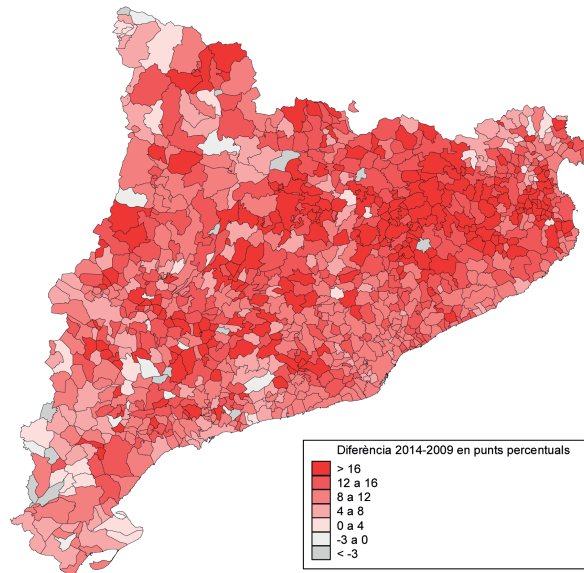 Diferència 2014-2009 en punts percentuals
> 16
12 a 16
8 a 12
4 a 8
0 a 4
-3 a 0
< -3